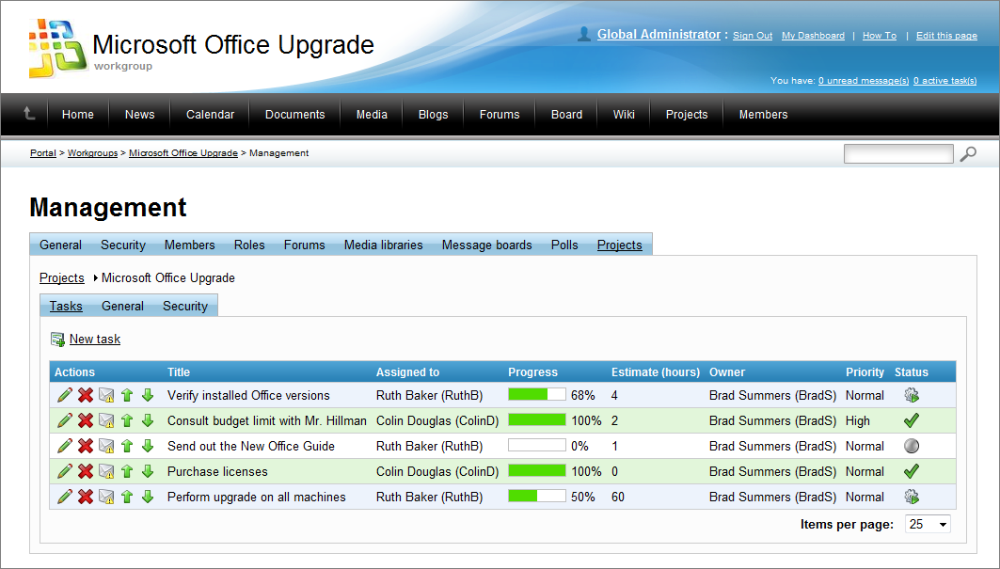 Microsoft Office Upgrade
workgroup
Global Administrator : Sign Out My Dashboard | How To | Edit this page
You have: 0 unread message(s) 0 active task(s)
Home News Calendar Documents Media Blogs Forums Board Wiki Projects Members
Portal > Workgroups > Microsoft Office Upgrade > Management
Management
General Security Members Roles Forums Media libraries Message boards Polls Projects
Projects Microsoft Office Upgrade
Tasks General Security
New task
Actions Title Assigned to Progress Estimate (hours) Owner Priority Status
Verify installed Office versions Ruth Baker (RuthB) 68% 4 Brad Summers (BradS) Normal
Consult budget limit with Mr. Hillman Colin Douglas (ColinD) 100% 2 Brad Summers (BradS) High
Send out the New Office Guide Ruth Baker (RuthB) 0% 1 Brad Summers (BradS) Normal
Purchase licenses Colin Douglas (ColinD) 100% 0 Brad Summers (BradS) Normal
Perform upgrade on all machines Ruth Baker (RuthB) 50% 60 Brad Summers (BradS) Normal
Items per page: 25